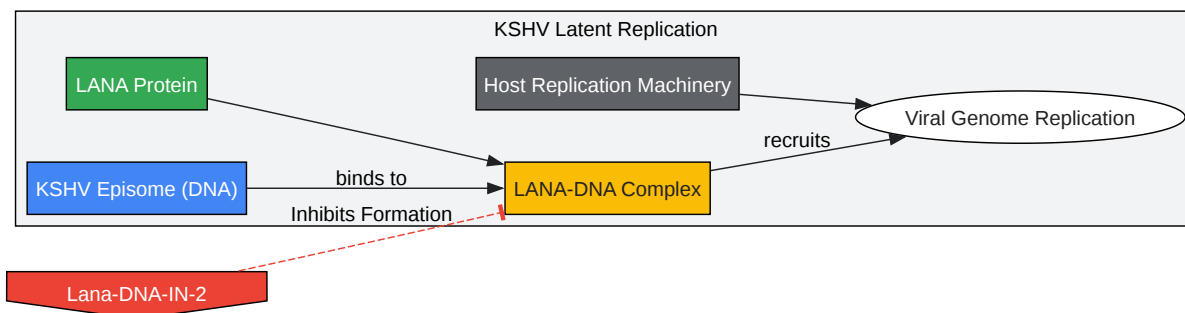 KSHV Latent Replication
LANA Protein
Host Replication Machinery
Viral Genome Replication
recruits
KSHV Episome (DNA)
binds to
LANA-DNA Complex
Inhibits Formation
Lana-DNA-IN-2